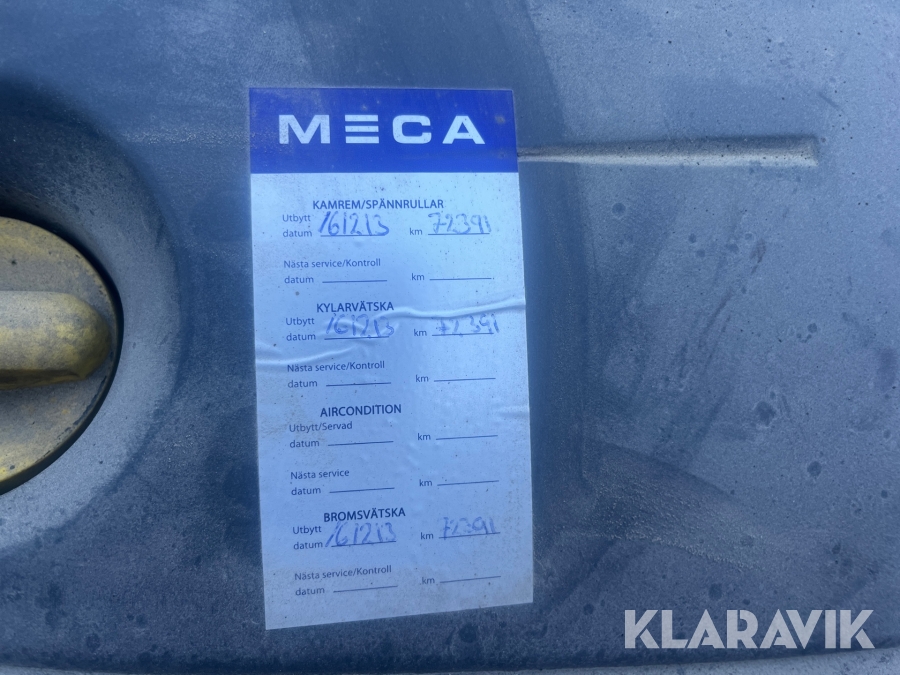 MECA
KAMREM/SPÄNNRULLAR
Utbytt
datum 161213 km 72391
Nästa service/Kontroll
datum km
KYLARVÄTSKA
Utbytt
datum 161213 km 72391
Nästa service/Kontroll
datum km
AIRCONDITION
Utbytt/Servad
datum km
Nästa service
datum km
BROMSVÄTSKA
Utbytt
datum 161213 km 72391
Nästa service/Kontroll
datum km
KLARAVIK